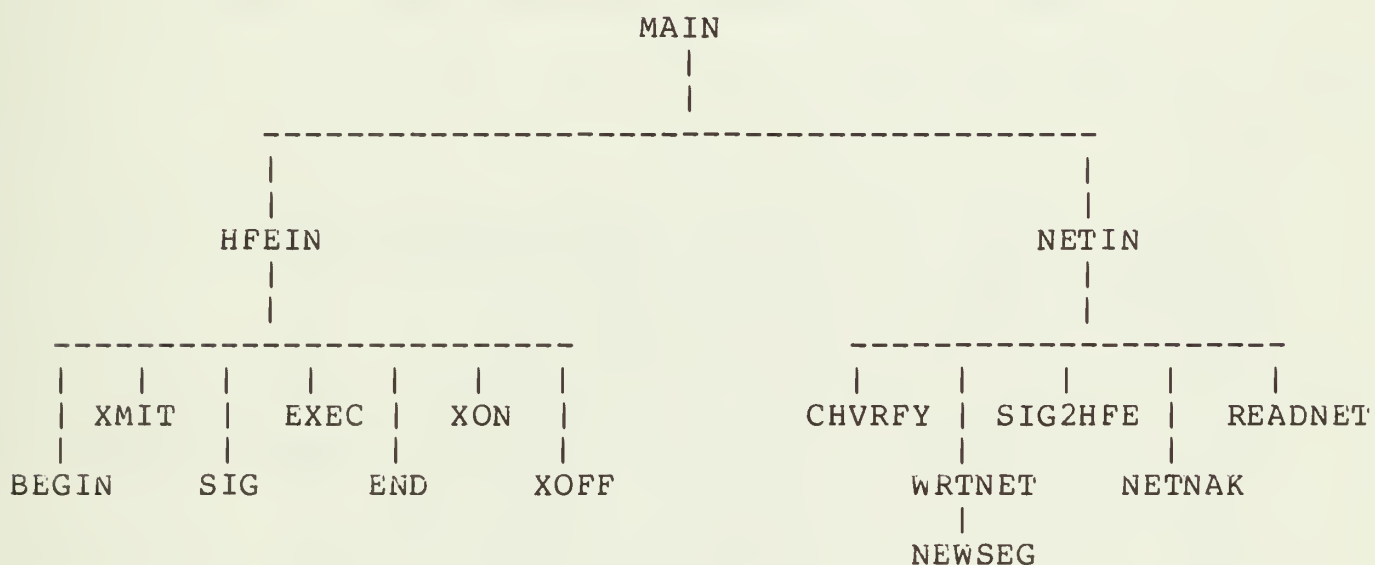 MAIN
HFEIN NETIN
XMIT EXEC XON CHVRFY SIG2HFE READNET
BEGIN SIG END XOFF WRTNET NETNAK
NEWSEG